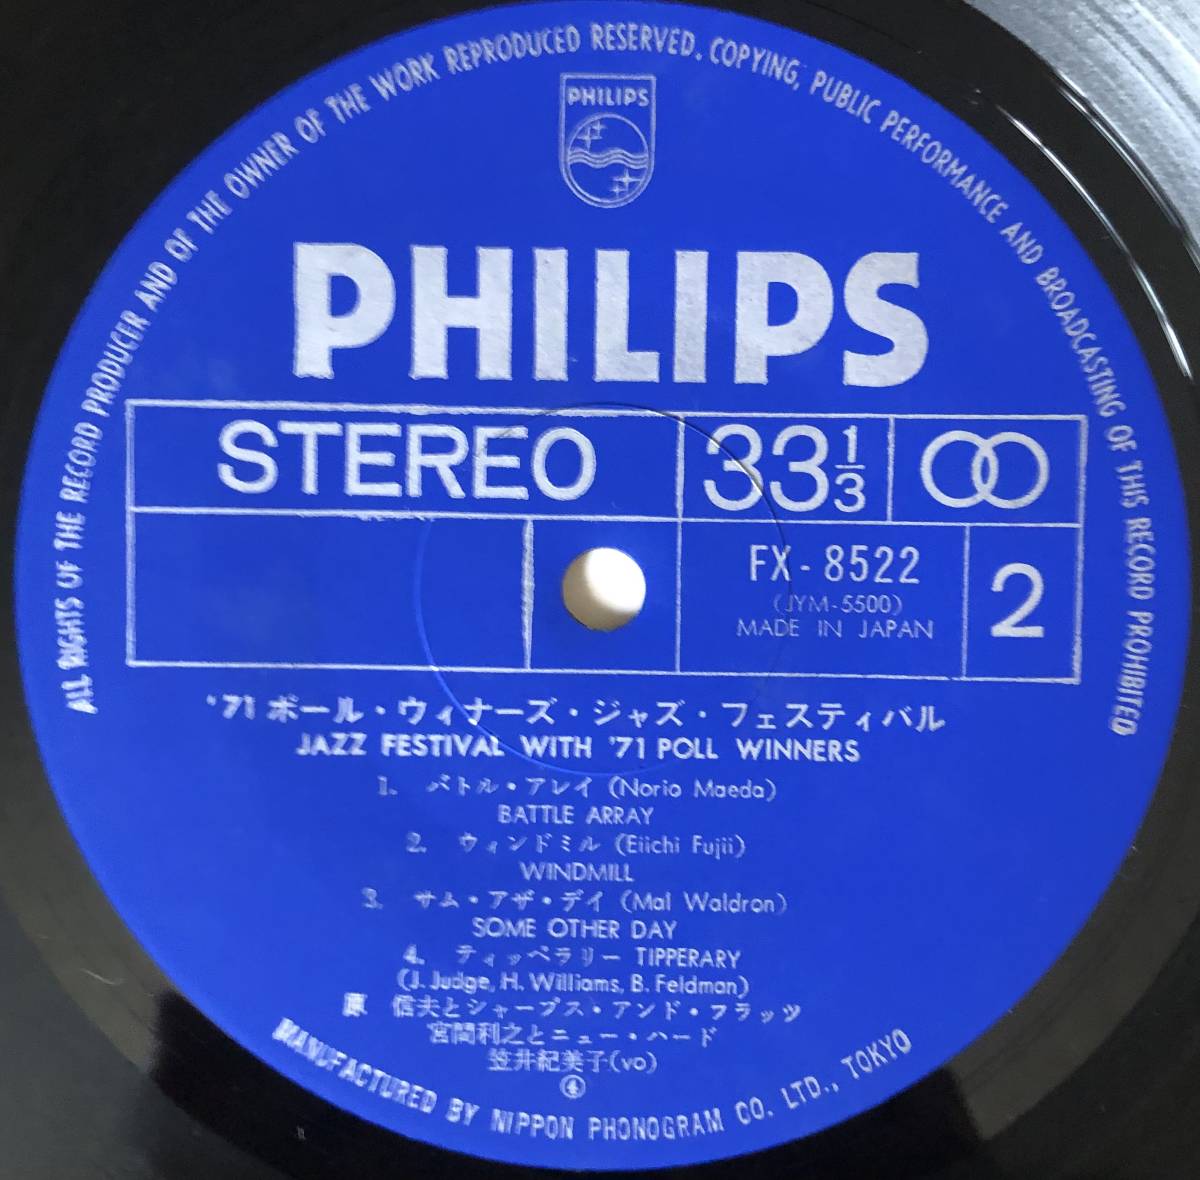 ALL RIGHTS OF THE RECORD PRODUCER AND OF THE OWNER OF THE WORK REPRODUCED RESERVED. COPYING, PUBLIC PERFORMANCE AND BROADCASTING OF THIS RECORD PROHIBITED
PHILIPS
PHILIPS
STEREO 33 1/3
FX-8522
(JYM-5500)
MADE IN JAPAN
2
'71 ポール・ウィナーズ・ジャズ・フェスティバル
JAZZ FESTIVAL WITH '71 POLL WINNERS
1. バトル・アレイ (Norio Maeda)
BATTLE ARRAY
2. ウィンドミル (Eiichi Fujii)
WINDMILL
3. サム・アザ・デイ (Mal Waldron)
SOME OTHER DAY
4. ティッペラリー TIPPERARY
(J. Judge, H. Williams, B. Feldman)
原 信夫とシャープス・アンド・フラッツ
宮間利之とニュー・ハード
笠井紀美子(vo)
④
MANUFACTURED BY NIPPON PHONOGRAM CO. LTD., TOKYO